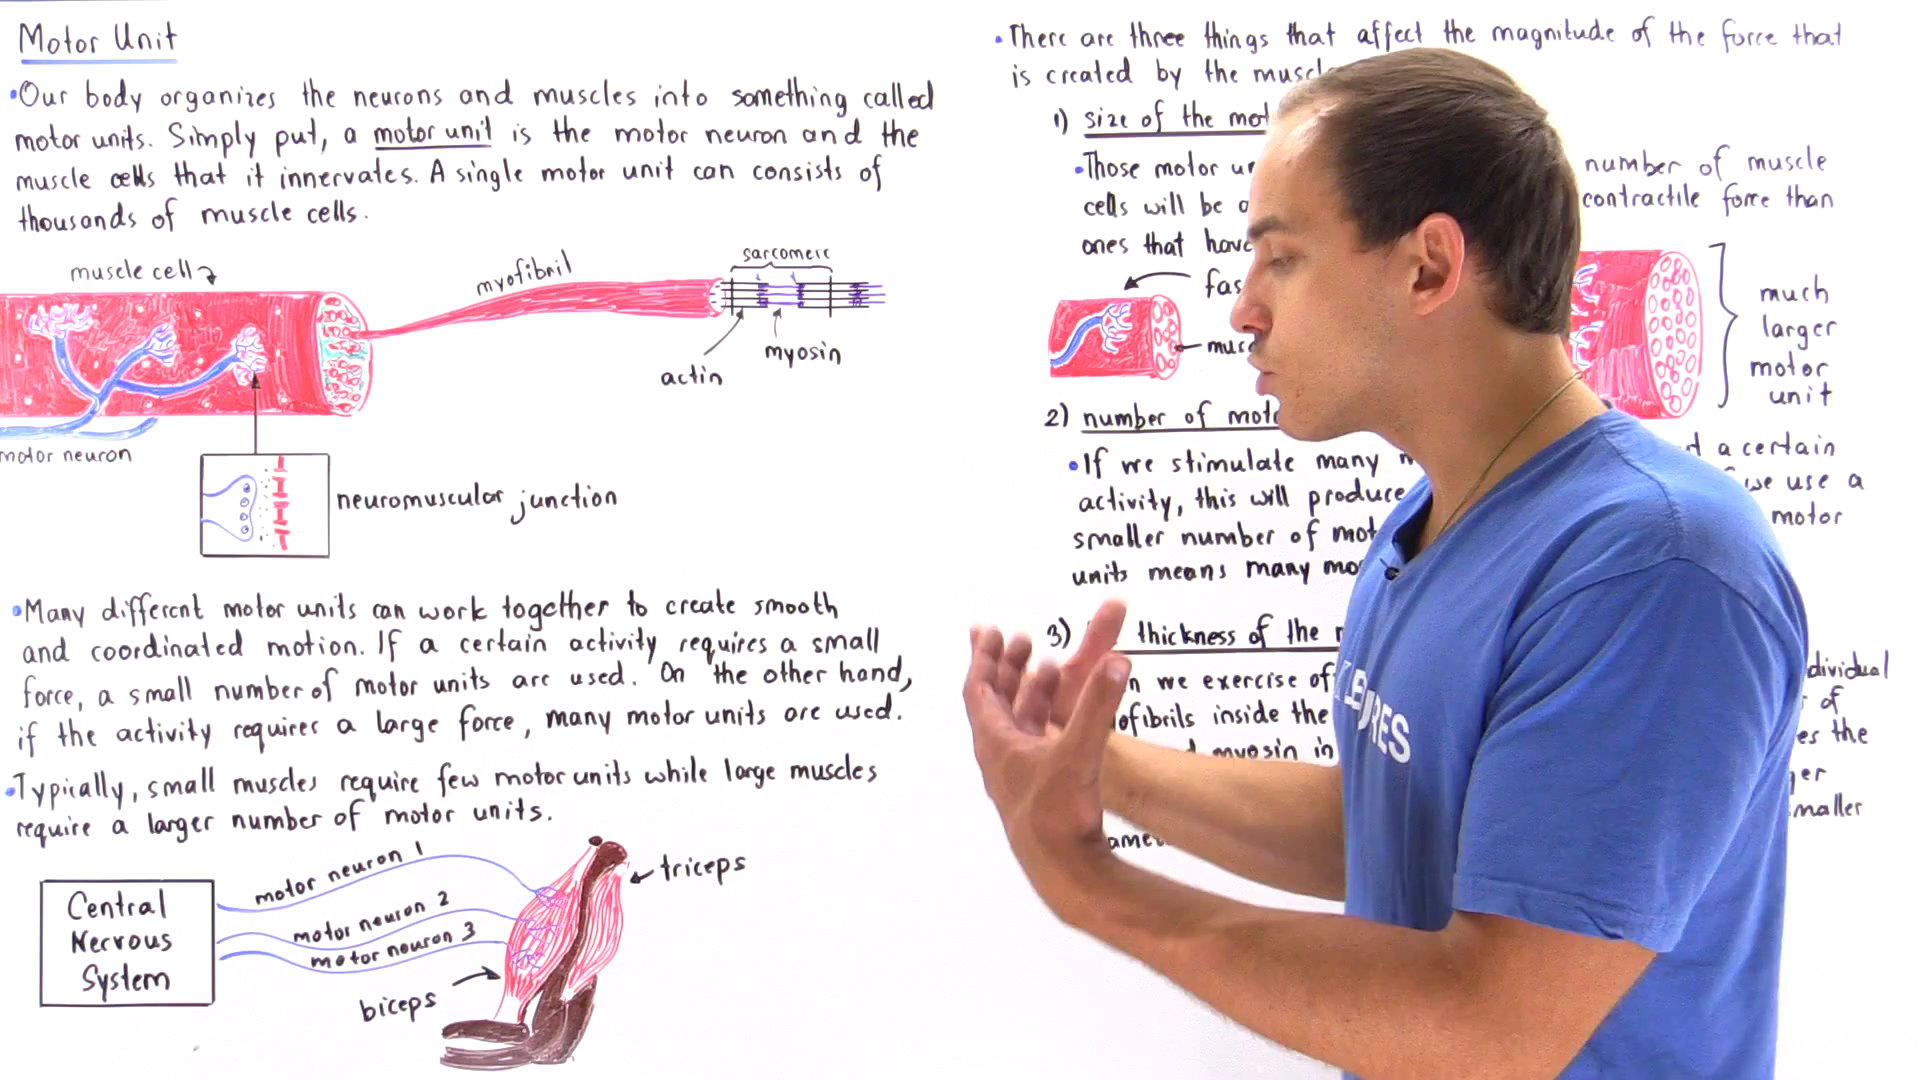 Motor Unit
•Our body organizes the neurons and muscles into something called
motor units. Simply put, a motor unit is the motor neuron and the
muscle cells that it innervates. A single motor unit can consists of
thousands of muscle cells.
muscle cell
myofibril
sarcomere
actin
myosin
motor neuron
neuromuscular junction
•Many different motor units can work together to create smooth
and coordinated motion. If a certain activity requires a small
force, a small number of motor units are used. On the other hand,
if the activity requires a large force, many motor units are used.
•Typically, small muscles require few motor units while large muscles
require a larger number of motor units.
Central
Nervous
System
motor neuron 1
motor neuron 2
motor neuron 3
triceps
biceps
•There are three things that affect the magnitude of the force that
is created by the
1) size of the
•Those motor number of muscle
cells will be contractile force than
ones that
much
larger
motor
unit
2) number of
•If we stimulate many a certain
activity, this will produce we use a
smaller number of motor
units means many
3) thickness of the
we exercise
inside the of
myosin in the